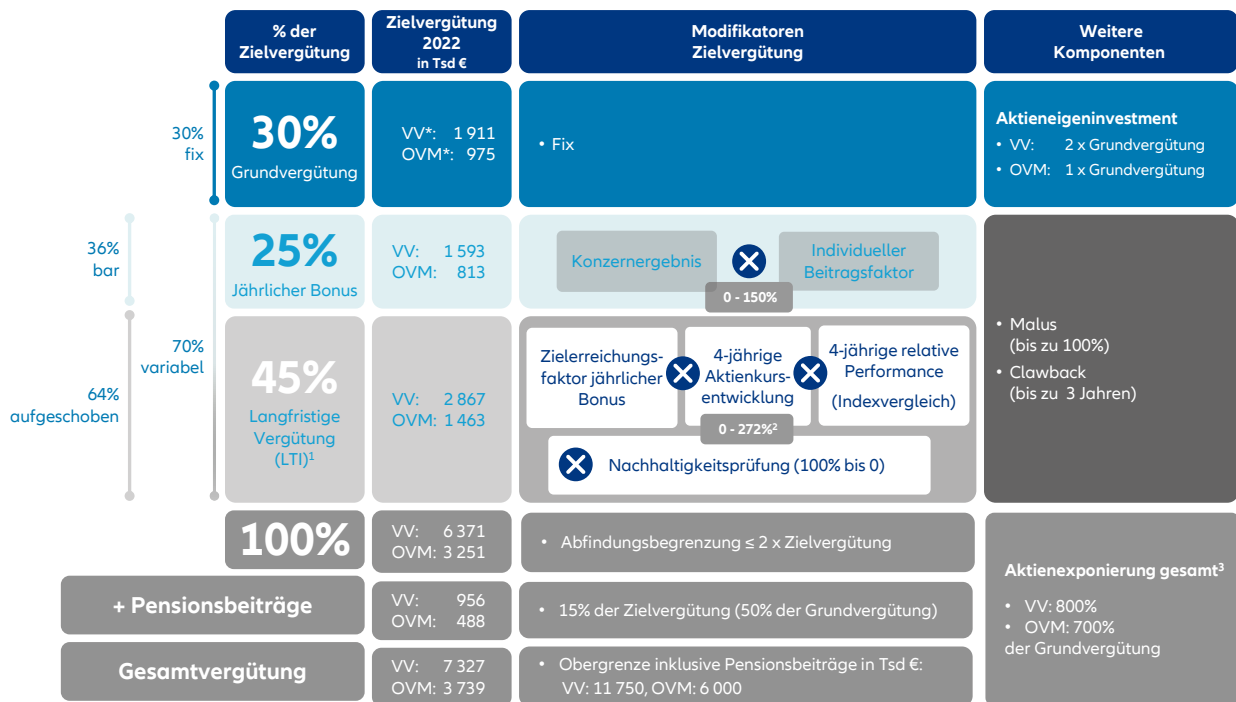 % der
Zielvergütung
Zielvergütung
2022
in Tsd €
Modifikatoren
Zielvergütung
Weitere
Komponenten
30%
fix
30%
Grundvergütung
VV*: 1 911
OVM*: 975
• Fix
Aktieneigeninvestment
• VV: 2 x Grundvergütung
• OVM: 1 x Grundvergütung
36%
bar
70%
variabel
64%
aufgeschoben
25%
Jährlicher Bonus
VV: 1 593
OVM: 813
Konzernergebnis
Individueller
Beitragsfaktor
0 - 150%
45%
Langfristige
Vergütung
(LTI)¹
VV: 2 867
OVM: 1 463
Zielerreichungs-
faktor jährlicher
Bonus
4-jährige
Aktienkurs-
entwicklung
4-jährige relative
Performance
(Indexvergleich)
0 - 272%²
Nachhaltigkeitsprüfung (100% bis 0)
• Malus
(bis zu 100%)
• Clawback
(bis zu 3 Jahren)
100%
VV: 6 371
OVM: 3 251
• Abfindungsbegrenzung ≤ 2 x Zielvergütung
+ Pensionsbeiträge
VV: 956
OVM: 488
• 15% der Zielvergütung (50% der Grundvergütung)
Gesamtvergütung
VV: 7 327
OVM: 3 739
• Obergrenze inklusive Pensionsbeiträge in Tsd €:
VV: 11 750, OVM: 6 000
Aktienexponierung gesamt³
• VV: 800%
• OVM: 700%
der Grundvergütung